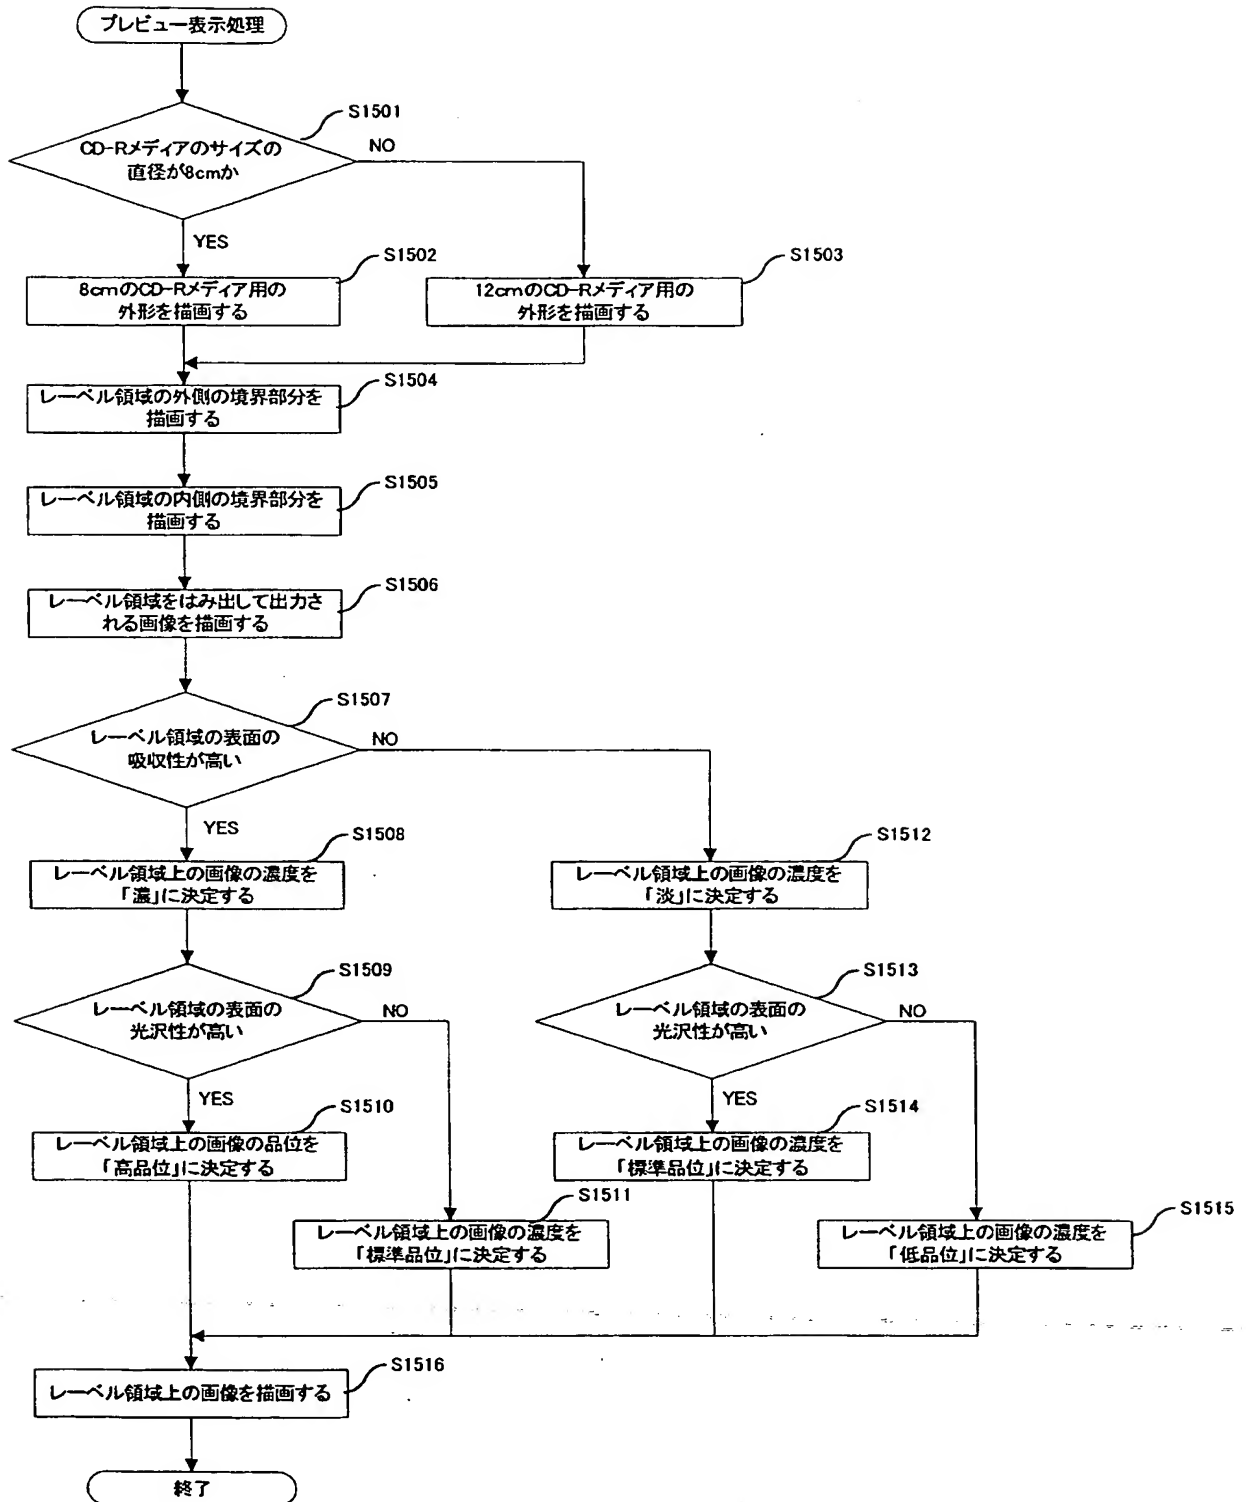 プレビュー表示処理
S1501
CD-Rメディアのサイズの
直径が8cmか
NO
YES
S1502
8cmのCD-Rメディア用の
外形を描画する
S1503
12cmのCD-Rメディア用の
外形を描画する
S1504
レーベル領域の外側の境界部分を
描画する
S1505
レーベル領域の内側の境界部分を
描画する
S1506
レーベル領域をはみ出して出力さ
れる画像を描画する
S1507
レーベル領域の表面の
吸収性が高い
NO
YES
S1508
レーベル領域上の画像の濃度を
「濃」に決定する
S1512
レーベル領域上の画像の濃度を
「淡」に決定する
S1509
レーベル領域の表面の
光沢性が高い
NO
YES
S1513
レーベル領域の表面の
光沢性が高い
NO
YES
S1510
レーベル領域上の画像の品位を
「高品位」に決定する
S1514
レーベル領域上の画像の濃度を
「標準品位」に決定する
S1511
レーベル領域上の画像の濃度を
「標準品位」に決定する
S1515
レーベル領域上の画像の濃度を
「低品位」に決定する
S1516
レーベル領域上の画像を描画する
終了